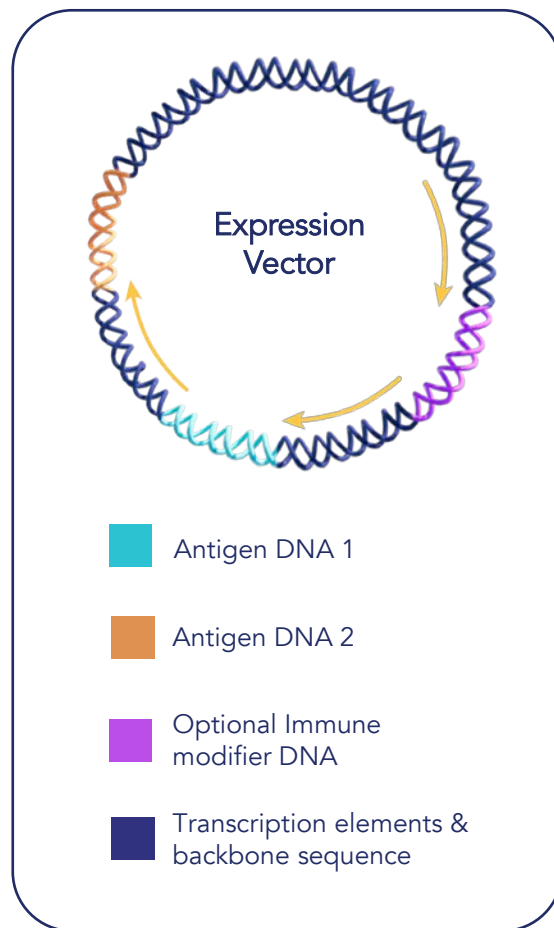 Expression
Vector
Antigen DNA 1
Antigen DNA 2
Optional Immune
modifier DNA
Transcription elements &
backbone sequence